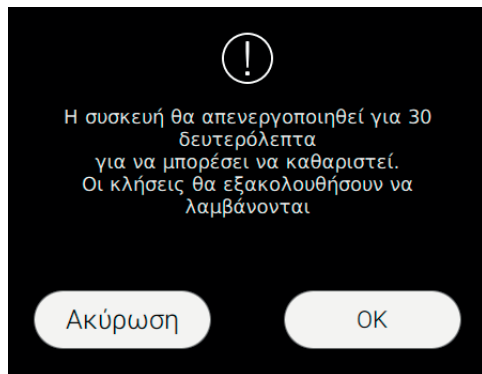 Η συσκευή θα απενεργοποιηθεί για 30
δευτερόλεπτα
για να μπορέσει να καθαριστεί.
Οι κλήσεις θα εξακολουθήσουν να
λαμβάνονται
Ακύρωση
OK